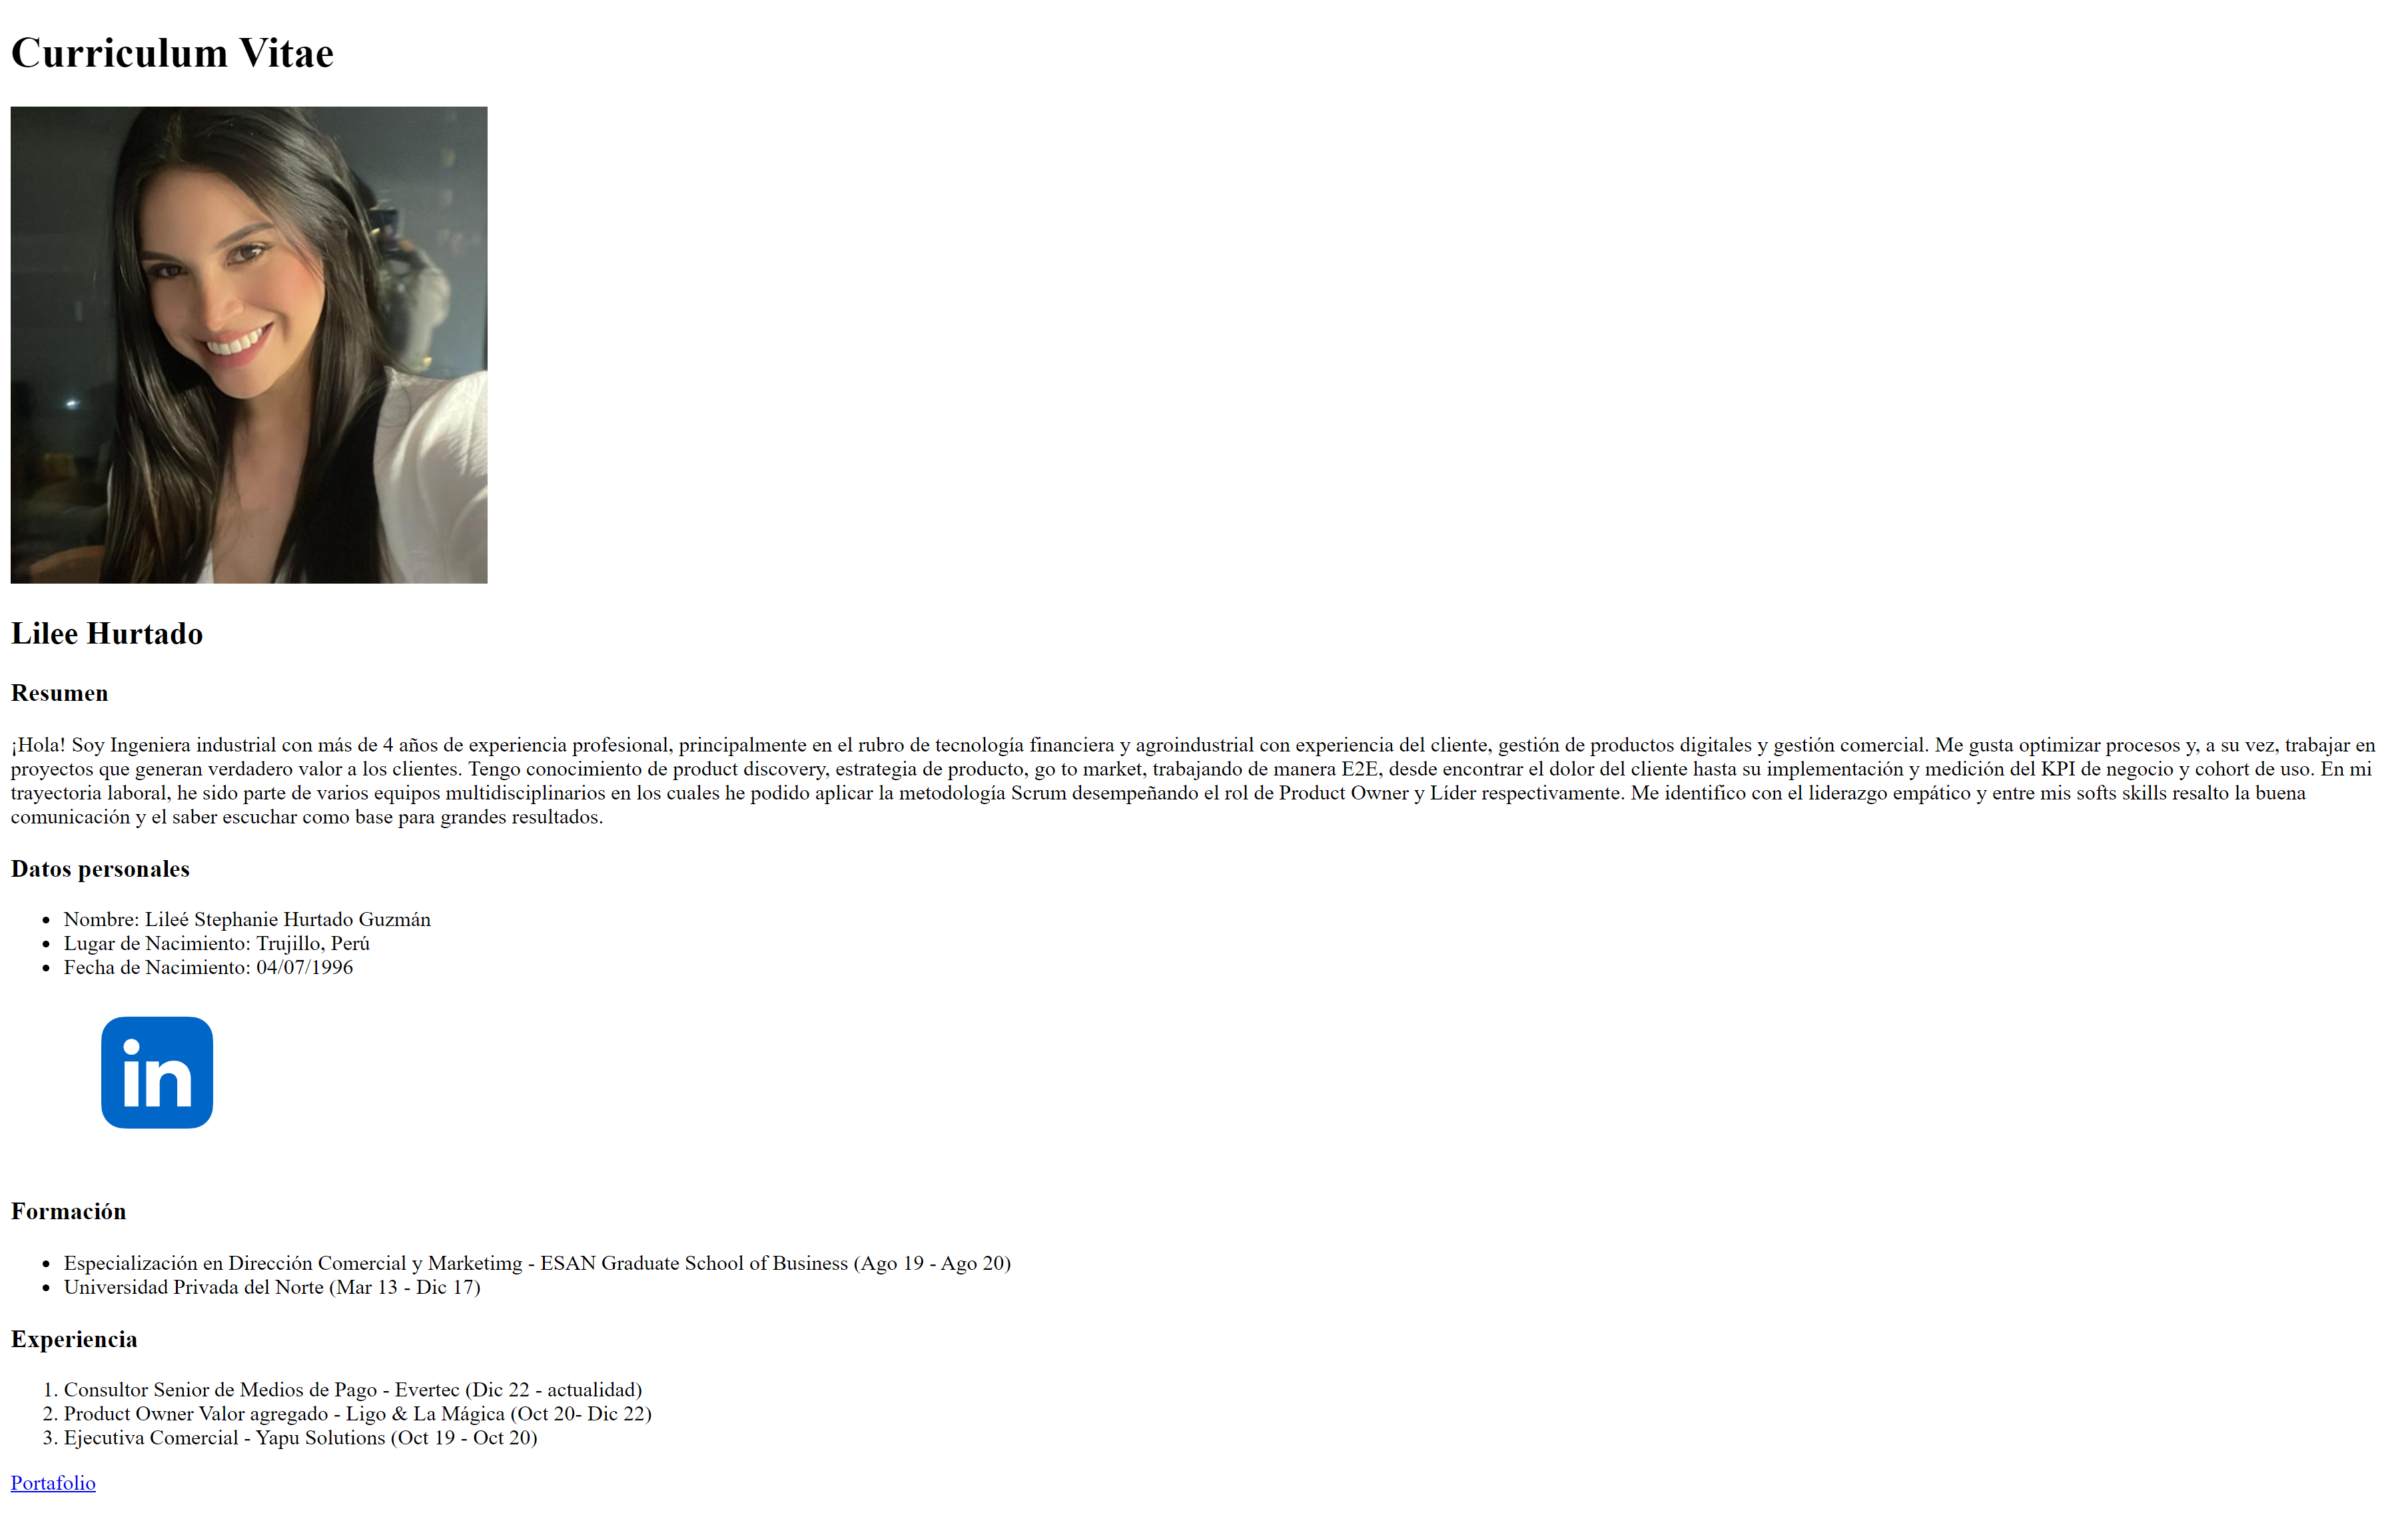 Curriculum Vitae
Lilee Hurtado
Resumen
¡Hola! Soy Ingeniera industrial con más de 4 años de experiencia profesional, principalmente en el rubro de tecnología financiera y agroindustrial con experiencia del cliente, gestión de productos digitales y gestión comercial. Me gusta optimizar procesos y, a su vez, trabajar en
proyectos que generan verdadero valor a los clientes. Tengo conocimiento de product discovery, estrategia de producto, go to market, trabajando de manera E2E, desde encontrar el dolor del cliente hasta su implementación y medición del KPI de negocio y cohort de uso. En mi
trayectoria laboral, he sido parte de varios equipos multidisciplinarios en los cuales he podido aplicar la metodología Scrum desempeñando el rol de Product Owner y Líder respectivamente. Me identifico con el liderazgo empático y entre mis softs skills resalto la buena
comunicación y el saber escuchar como base para grandes resultados.
Datos personales
• Nombre: Lileé Stephanie Hurtado Guzmán
• Lugar de Nacimiento: Trujillo, Perú
• Fecha de Nacimiento: 04/07/1996
in
Formación
• Especialización en Dirección Comercial y Marketimg - ESAN Graduate School of Business (Ago 19 - Ago 20)
• Universidad Privada del Norte (Mar 13 - Dic 17)
Experiencia
1. Consultor Senior de Medios de Pago - Evertec (Dic 22 - actualidad)
2. Product Owner Valor agregado - Ligo & La Mágica (Oct 20- Dic 22)
3. Ejecutiva Comercial - Yapu Solutions (Oct 19 - Oct 20)
Portafolio